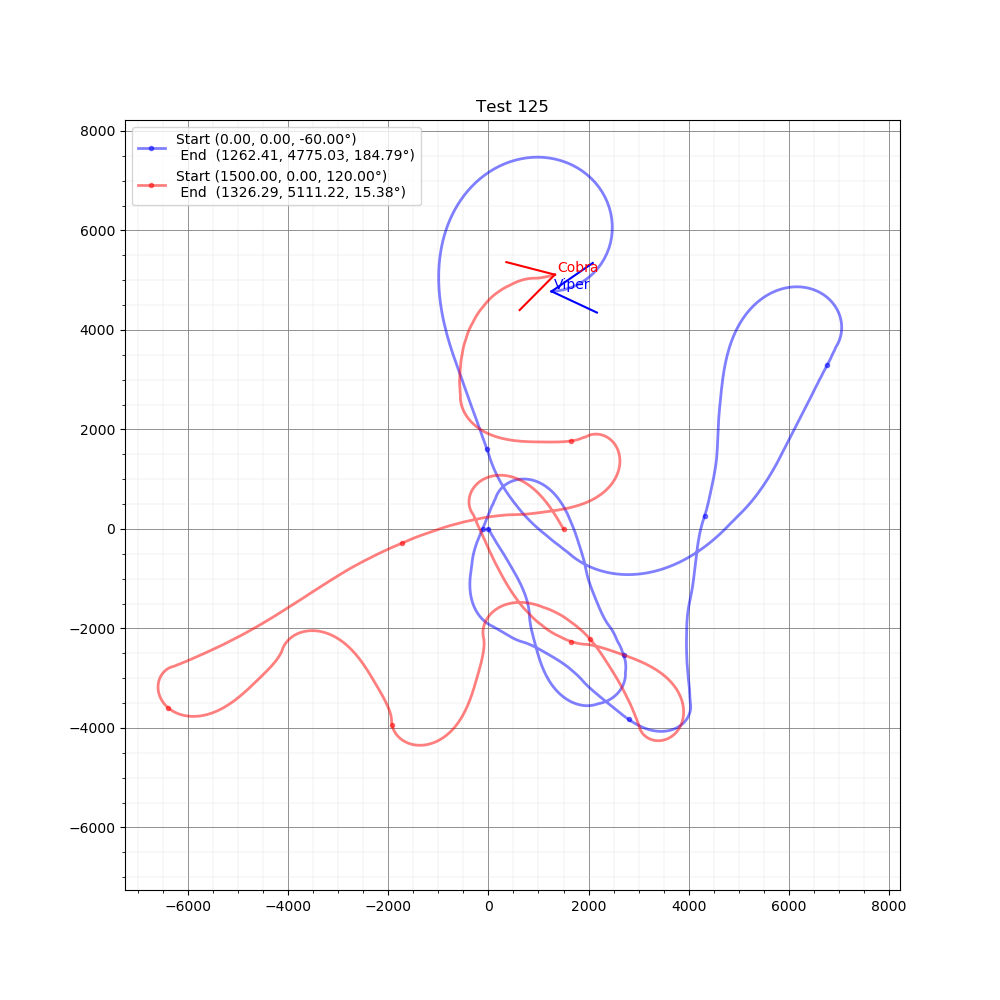 Test 125
Start (0.00, 0.00, -60.00°)
End  (1262.41, 4775.03, 184.79°)
Start (1500.00, 0.00, 120.00°)
End  (1326.29, 5111.22, 15.38°)
Cobra
Viper
8000
6000
4000
2000
0
−2000
−4000
−6000
−6000 −4000 −2000 0 2000 4000 6000 8000